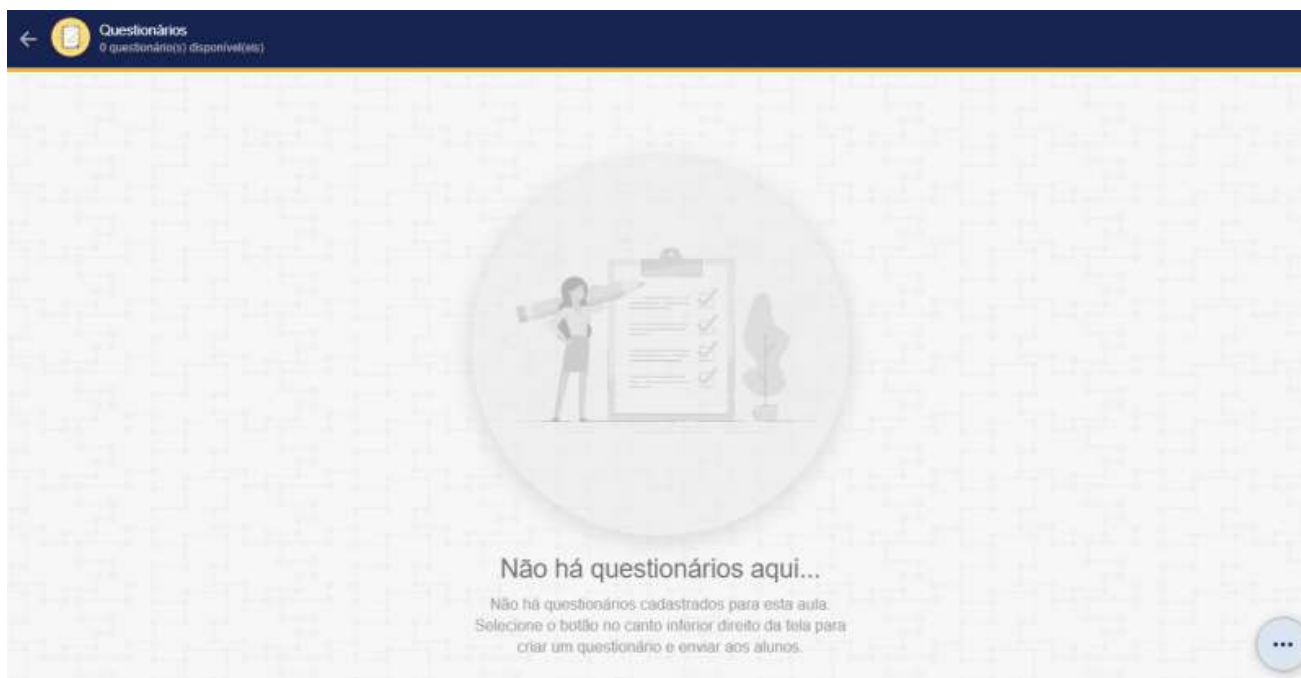 Questionários
0 questionário(s) disponível(eis)
Não há questionários aqui...
Não há questionários cadastrados para esta aula.
Selecione o botão no canto inferior direito da tela para
criar um questionário e enviar aos alunos.